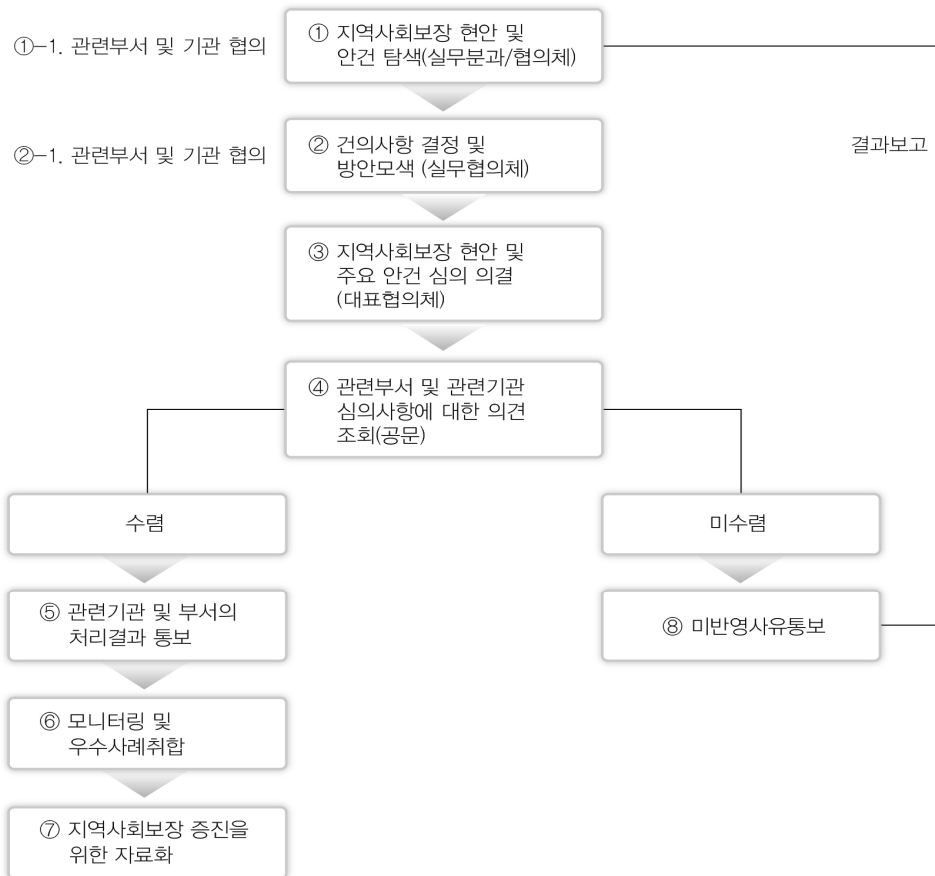 ①-1. 관련부서 및 기관 협의
① 지역사회보장 현안 및
안건 탐색(실무분과/협의체)
②-1. 관련부서 및 기관 협의
② 건의사항 결정 및
방안모색 (실무협의체)
결과보고
③ 지역사회보장 현안 및
주요 안건 심의 의결
(대표협의체)
④ 관련부서 및 관련기관
심의사항에 대한 의견
조회(공문)
수렴
미수렴
⑤ 관련기관 및 부서의
처리결과 통보
⑧ 미반영사유통보
⑥ 모니터링 및
우수사례취합
⑦ 지역사회보장 증진을
위한 자료화